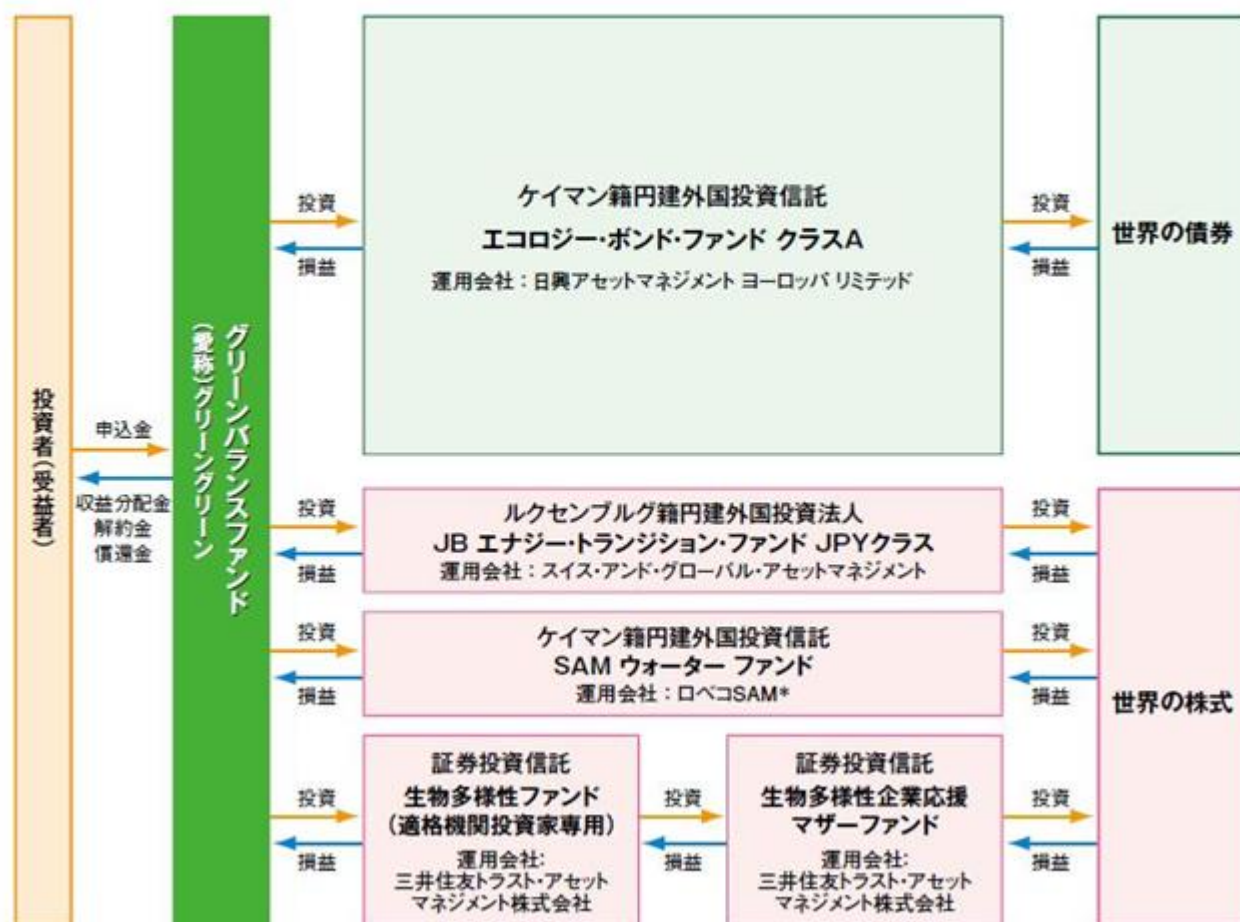 投資者(受益者)
申込金
収益分配金
解約金
償還金
グリーンバランスファンド
(愛称)グリーングリーン
投資
損益
ケイマン籍円建外国投資信託
エコロジー・ボンド・ファンド クラスA
運用会社：日興アセットマネジメント ヨーロッパ リミテッド
投資
損益
世界の債券
投資
損益
ルクセンブルグ籍円建外国投資法人
JB エナジー・トランジション・ファンド JPYクラス
運用会社：スイス・アンド・グローバル・アセットマネジメント
投資
損益
投資
損益
ケイマン籍円建外国投資信託
SAM ウォーター ファンド
運用会社：ロベコSAM*
投資
損益
世界の株式
投資
損益
証券投資信託
生物多様性ファンド
(適格機関投資家専用)
運用会社:
三井住友トラスト・アセット
マネジメント株式会社
投資
損益
証券投資信託
生物多様性企業応援
マザーファンド
運用会社:
三井住友トラスト・アセット
マネジメント株式会社
投資
損益